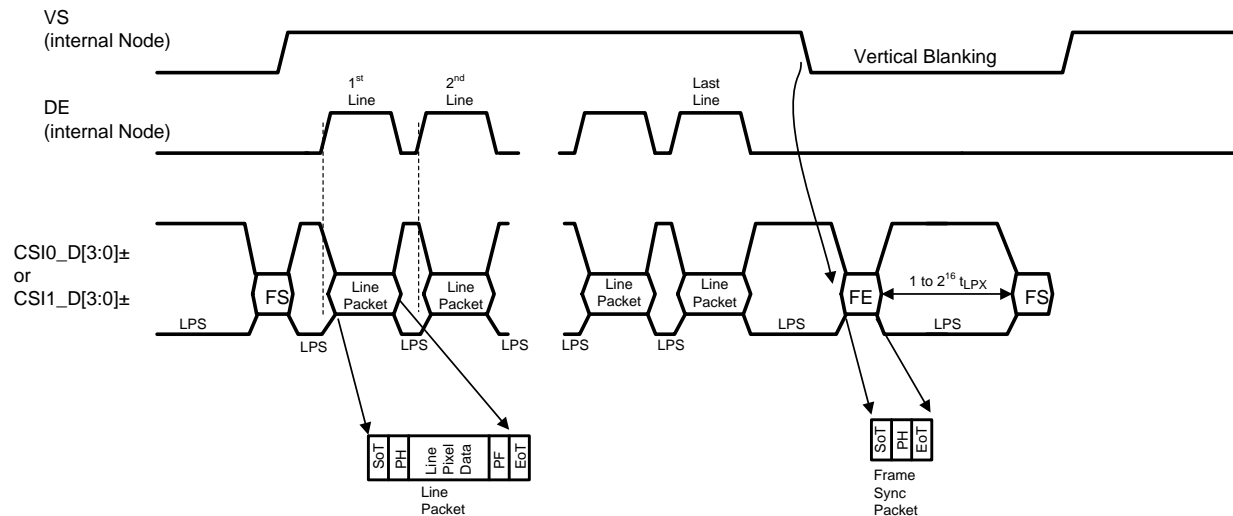 VS
(internal Node)
Vertical Blanking
1st
Line
2nd
Line
Last
Line
DE
(internal Node)
CSI0_D[3:0]±
or
CSI1_D[3:0]±
FS
Line
Packet
Line
Packet
Line
Packet
Line
Packet
FE
1 to 2^16 tLPX
FS
LPS
LPS
LPS
LPS
LPS
LPS
LPS
LPS
SoT
PH
Line
Pixel
Data
PF
EoT
Line
Packet
SoT
PH
EoT
Frame
Sync
Packet